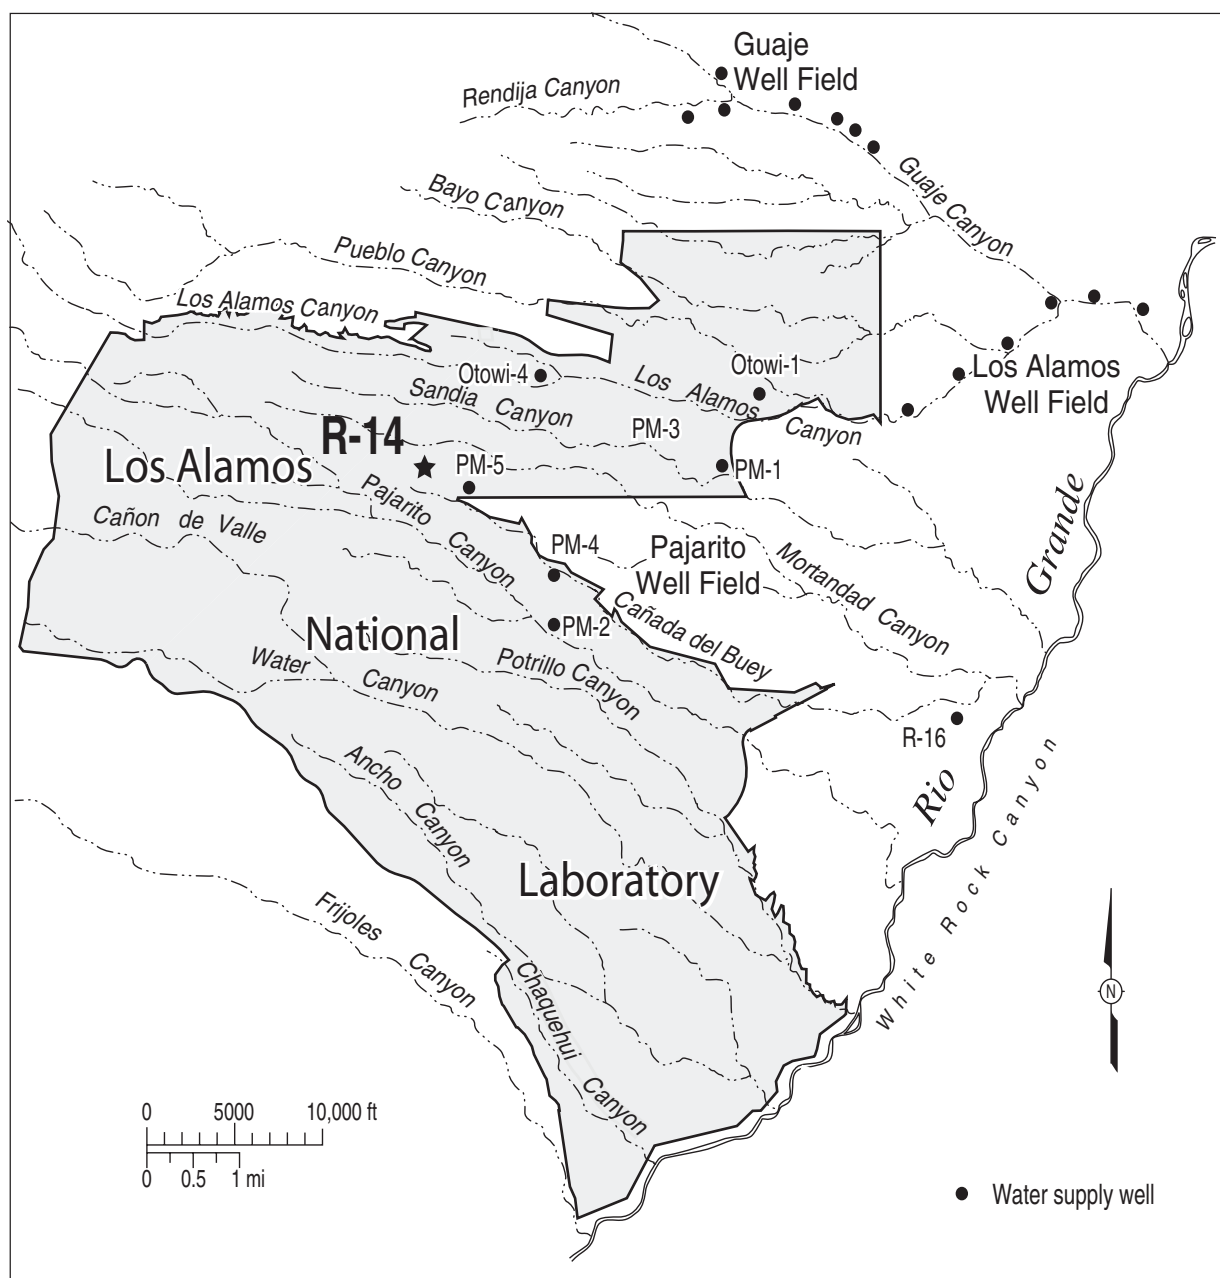 Guaje
Well Field
Rendija Canyon
Guaje Canyon
Bayo Canyon
Pueblo Canyon
Los Alamos Canyon
Otowi-4
Los Alamos
Canyon
Otowi-1
Los Alamos
Well Field
Sandia Canyon
PM-3
R-14
PM-5
PM-1
Los Alamos
Pajarito
Canyon
Cañon de Valle
PM-4
Pajarito
Well Field
Mortandad Canyon
Rio Grande
Cañada del Buey
PM-2
National
Water Canyon
Potrillo Canyon
R-16
Ancho
Canyon
White Rock Canyon
Laboratory
Frijoles
Canyon
Chaquehui
Canyon
N
0 5000 10,000 ft
0 0.5 1 mi
Water supply well